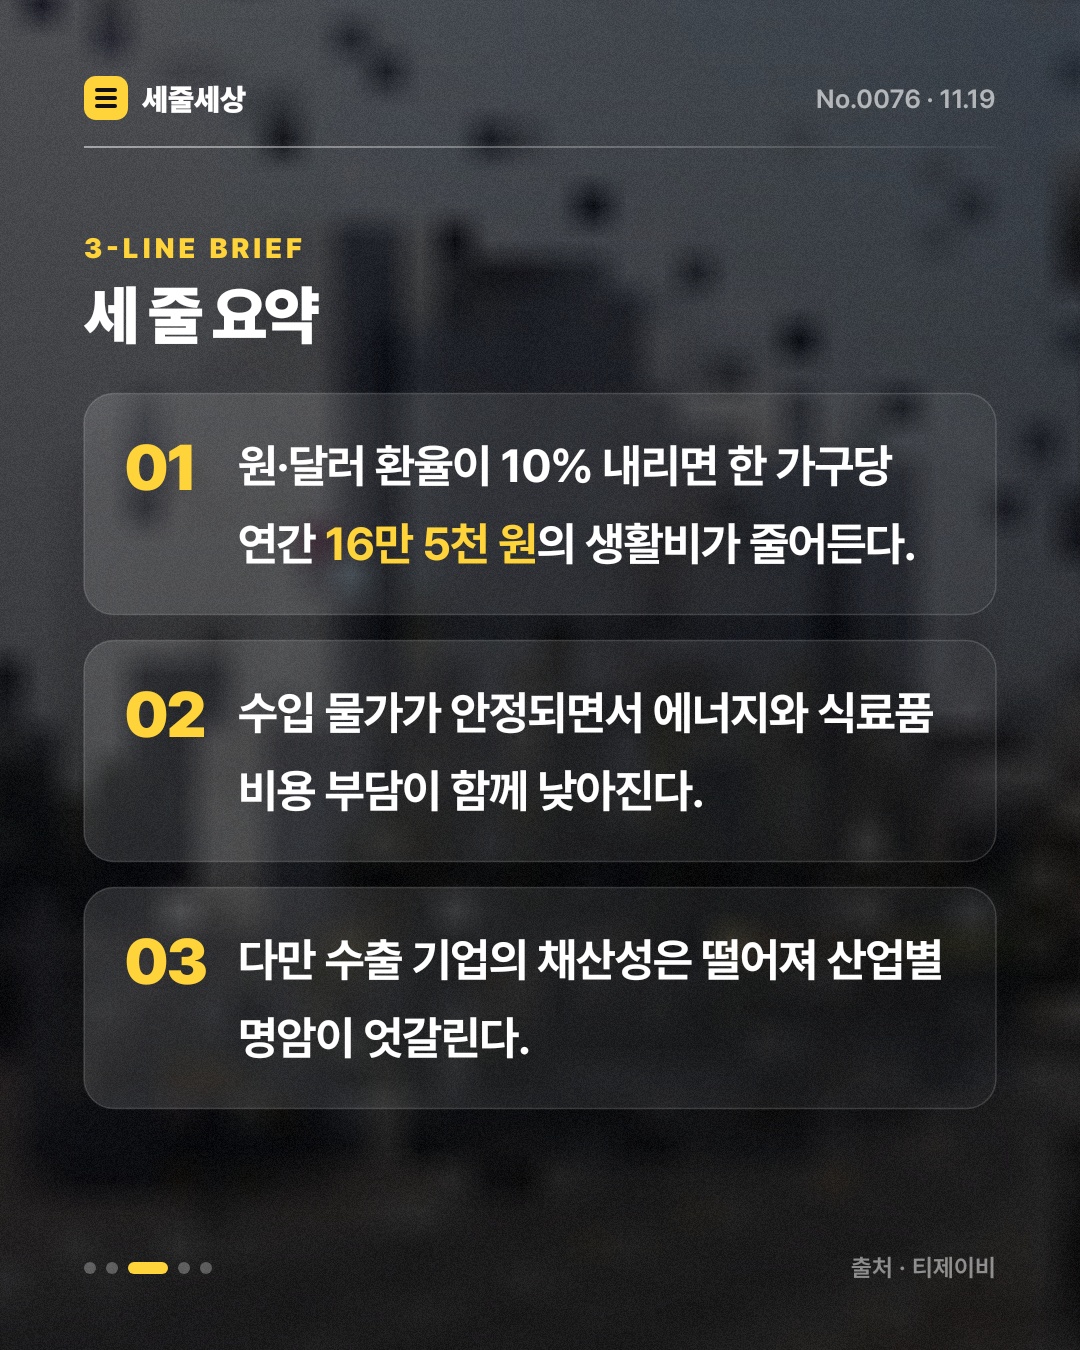 세줄세상
No.0076 · 11.19
3-LINE BRIEF
세 줄 요약
01
원·달러 환율이 10% 내리면 한 가구당
연간 16만 5천 원의 생활비가 줄어든다.
02
수입 물가가 안정되면서 에너지와 식료품
비용 부담이 함께 낮아진다.
03
다만 수출 기업의 채산성은 떨어져 산업별
명암이 엇갈린다.
출처 · 티제이비